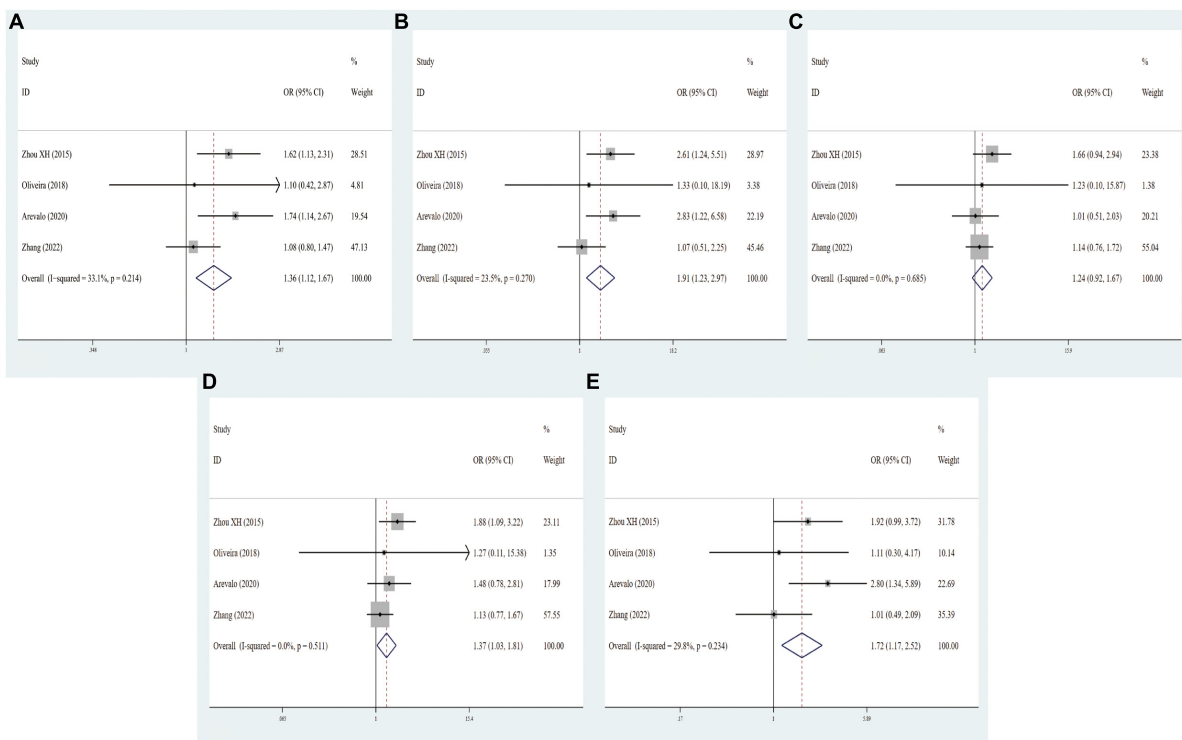 A
Study %
ID OR (95% CI) Weight
Zhou XH (2015) 1.62 (1.13, 2.31) 28.51
Oliveira (2018) 1.10 (0.42, 2.87) 4.81
Arevalo (2020) 1.74 (1.14, 2.67) 19.54
Zhang (2022) 1.08 (0.80, 1.47) 47.13
Overall (I-squared = 33.1%, p = 0.214) 1.36 (1.12, 1.67) 100.00
1
B
Study %
ID OR (95% CI) Weight
Zhou XH (2015) 2.61 (1.24, 5.51) 28.97
Oliveira (2018) 1.33 (0.10, 18.19) 3.38
Arevalo (2020) 2.83 (1.22, 6.58) 22.19
Zhang (2022) 1.07 (0.51, 2.25) 45.46
Overall (I-squared = 23.5%, p = 0.270) 1.91 (1.23, 2.97) 100.00
1 18.2
C
Study %
ID OR (95% CI) Weight
Zhou XH (2015) 1.66 (0.94, 2.94) 23.38
Oliveira (2018) 1.23 (0.10, 15.87) 1.38
Arevalo (2020) 1.01 (0.51, 2.03) 20.21
Zhang (2022) 1.14 (0.76, 1.72) 55.04
Overall (I-squared = 0.0%, p = 0.685) 1.24 (0.92, 1.67) 100.00
1 15.9
D
Study %
ID OR (95% CI) Weight
Zhou XH (2015) 1.88 (1.09, 3.22) 23.11
Oliveira (2018) 1.27 (0.11, 15.38) 1.35
Arevalo (2020) 1.48 (0.78, 2.81) 17.99
Zhang (2022) 1.13 (0.77, 1.67) 57.55
Overall (I-squared = 0.0%, p = 0.511) 1.37 (1.03, 1.81) 100.00
1 15.4
E
Study %
ID OR (95% CI) Weight
Zhou XH (2015) 1.92 (0.99, 3.72) 31.78
Oliveira (2018) 1.11 (0.30, 4.17) 10.14
Arevalo (2020) 2.80 (1.34, 5.89) 22.69
Zhang (2022) 1.01 (0.49, 2.09) 35.39
Overall (I-squared = 29.8%, p = 0.234) 1.72 (1.17, 2.52) 100.00
.17 1 5.89